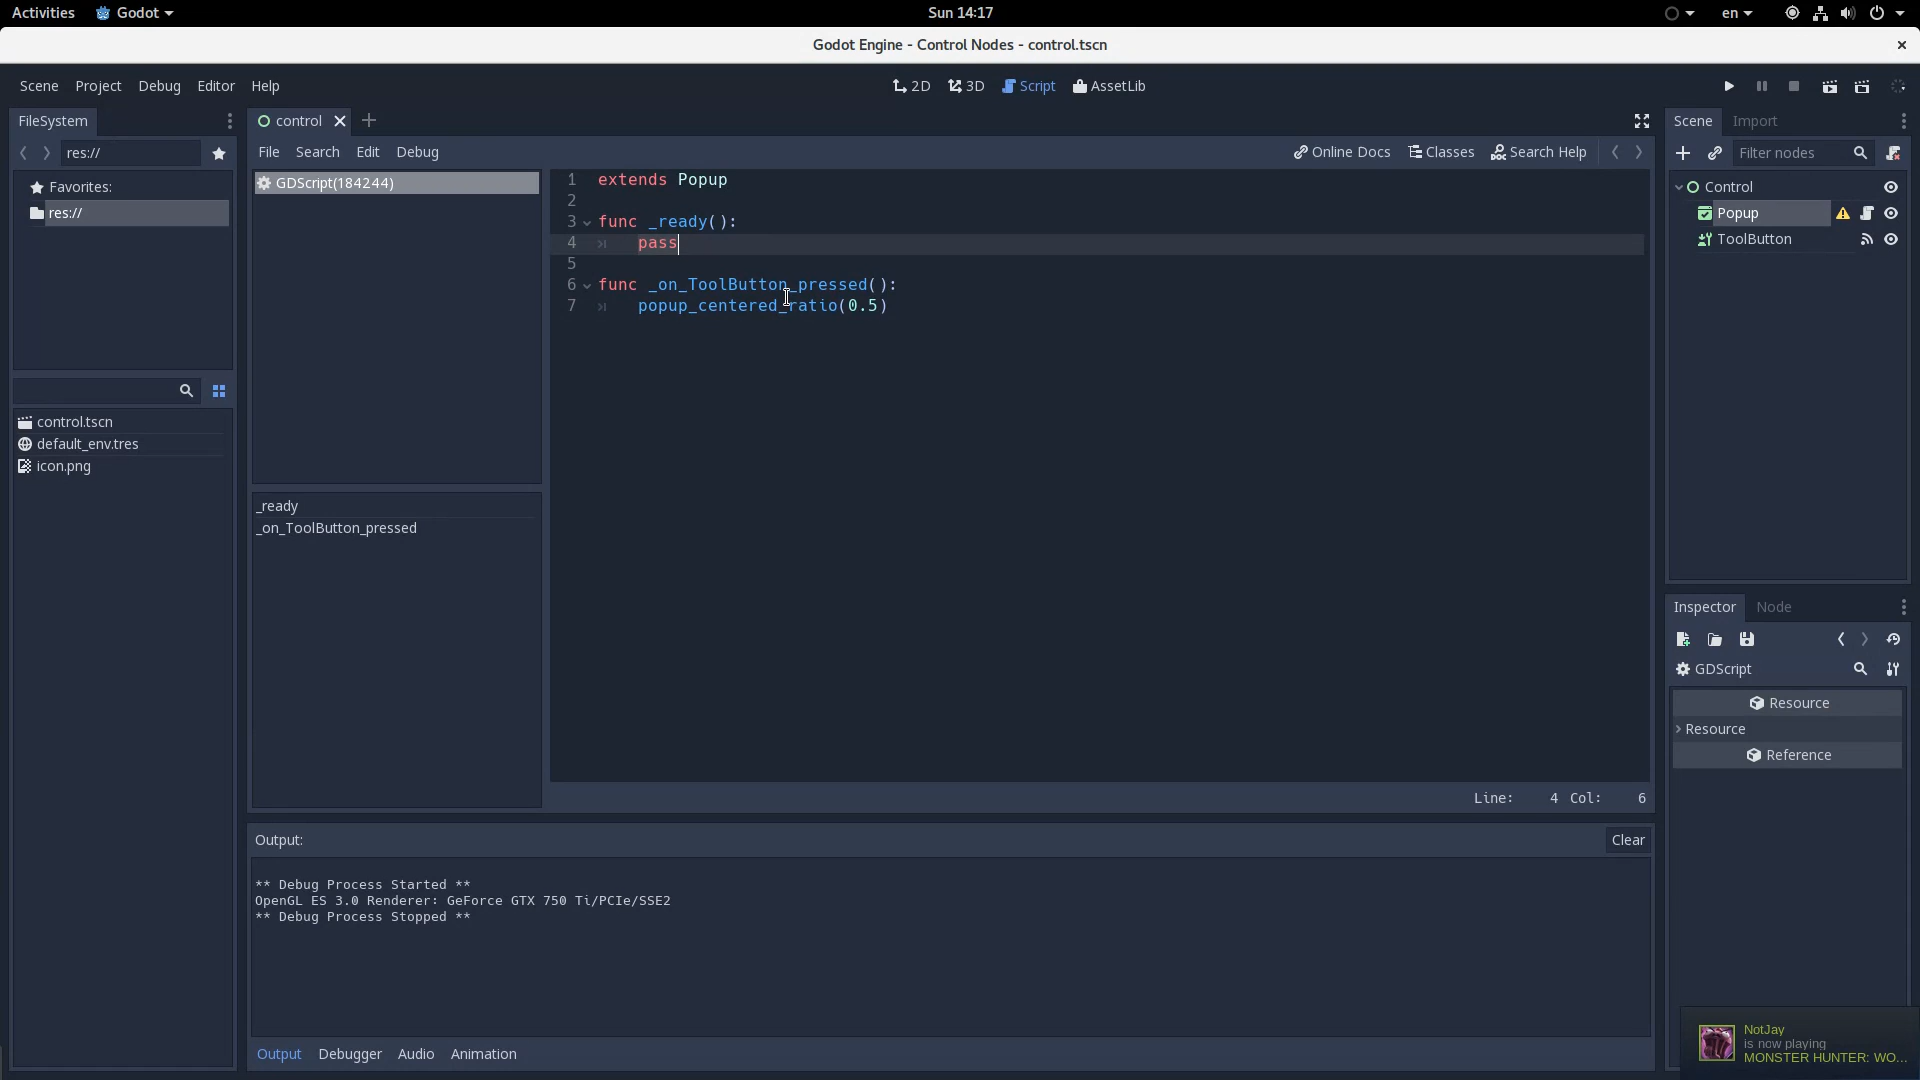 Activities
Godot
Sun 14:17
en
Godot Engine - Control Nodes - control.tscn
Scene Project Debug Editor Help
2D 3D Script AssetLib
FileSystem
res://
Favorites:
res://
control.tscn
default_env.tres
icon.png
control
File Search Edit Debug
Online Docs Classes Search Help
GDScript(184244)
_ready
_on_ToolButton_pressed
1 extends Popup
2
3 func _ready():
4 pass
5
6 func _on_ToolButton_pressed():
7 popup_centered_ratio(0.5)
Line: 4 Col: 6
Output:
Clear
** Debug Process Started **
OpenGL ES 3.0 Renderer: GeForce GTX 750 Ti/PCIe/SSE2
** Debug Process Stopped **
Output Debugger Audio Animation
Scene Import
Filter nodes
Control
Popup
ToolButton
Inspector Node
GDScript
Resource
Resource
Reference
NotJay
is now playing
MONSTER HUNTER: WO...